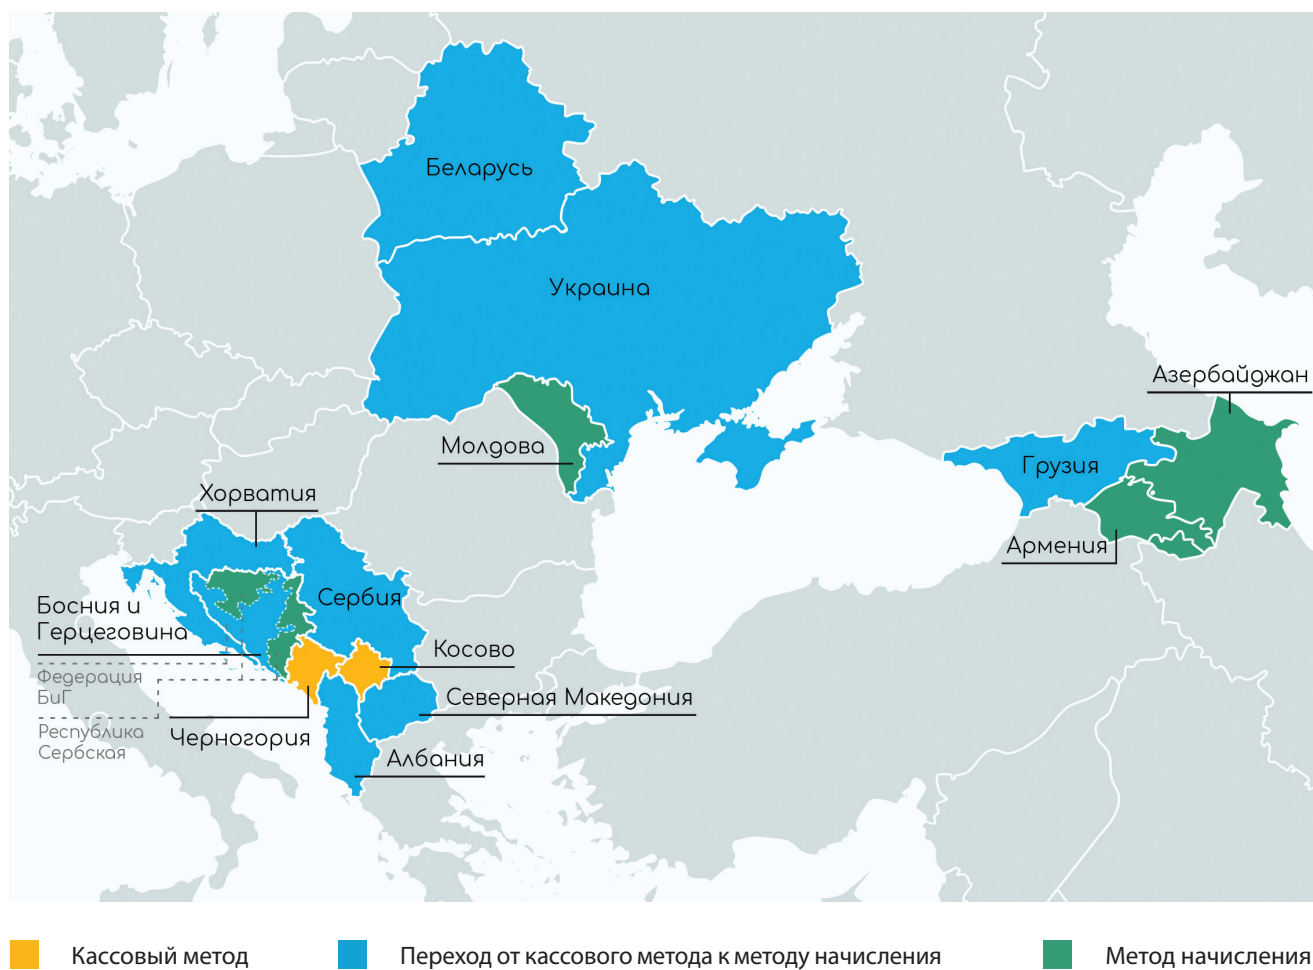 Беларусь
Украина
Азербайджан
Молдова
Грузия
Хорватия
Армения
Сербия
Босния и
Герцеговина
Косово
Федерация
БиГ
Северная Македония
Республика
Сербская
Черногория
Албания
Кассовый метод
Переход от кассового метода к методу начисления
Метод начисления